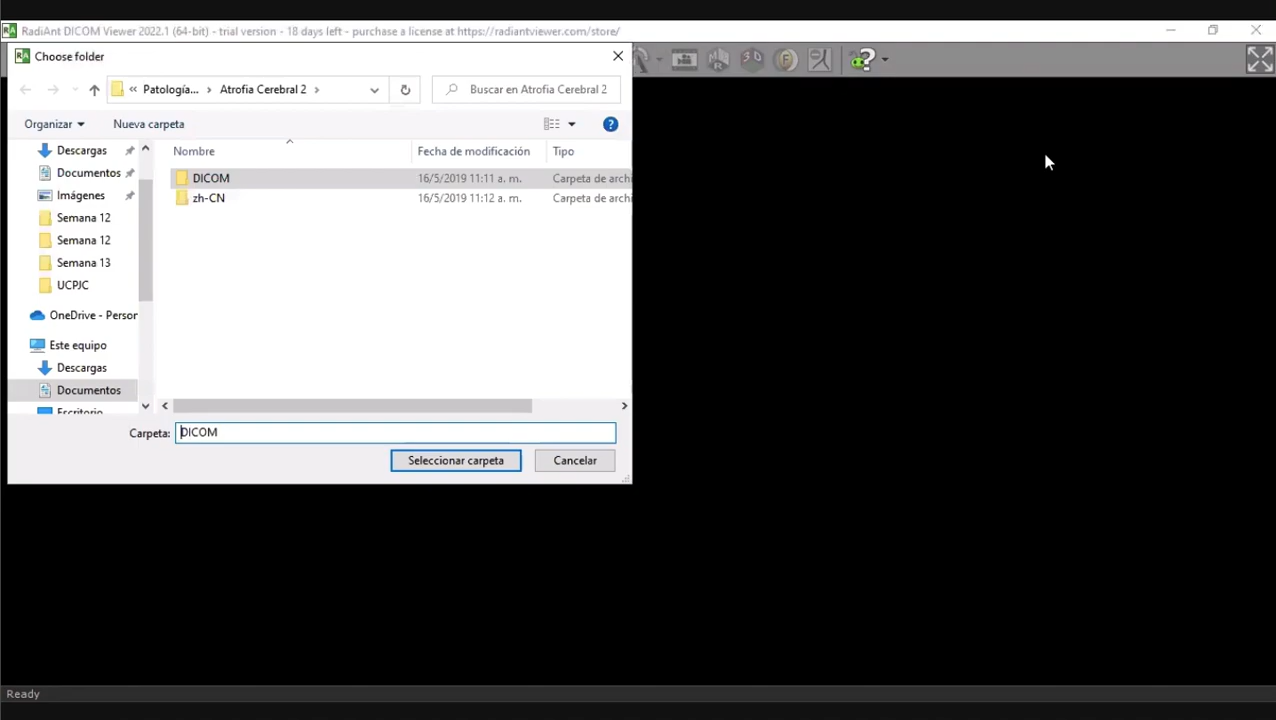 RadiAnt DICOM Viewer 2022.1 (64-bit) - trial version - 18 days left - purchase a license at https://radiantviewer.com/store/
Choose folder
« Patología... › Atrofia Cerebral 2 ›
Buscar en Atrofia Cerebral 2
Organizar
Nueva carpeta
Nombre
Fecha de modificación
Tipo
DICOM 16/5/2019 11:11 a. m. Carpeta de archi
zh-CN 16/5/2019 11:12 a. m. Carpeta de archi
Descargas
Documentos
Imágenes
Semana 12
Semana 12
Semana 13
UCPJC
OneDrive - Person
Este equipo
Descargas
Documentos
Escritorio
Carpeta: DICOM
Seleccionar carpeta
Cancelar
Ready